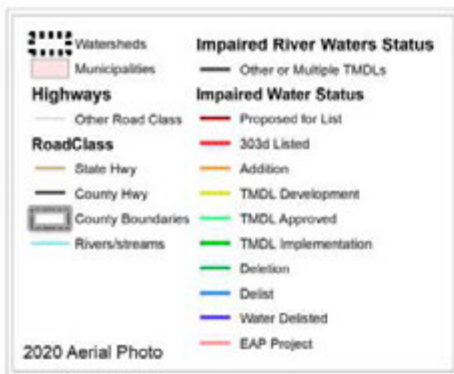 Watersheds
Municipalities
Highways
Other Road Class
RoadClass
State Hwy
County Hwy
County Boundaries
Rivers/streams
2020 Aerial Photo
Impaired River Waters Status
Other or Multiple TMDLs
Impaired Water Status
Proposed for List
303d Listed
Addition
TMDL Development
TMDL Approved
TMDL Implementation
Deletion
Delist
Water Delisted
EAP Project